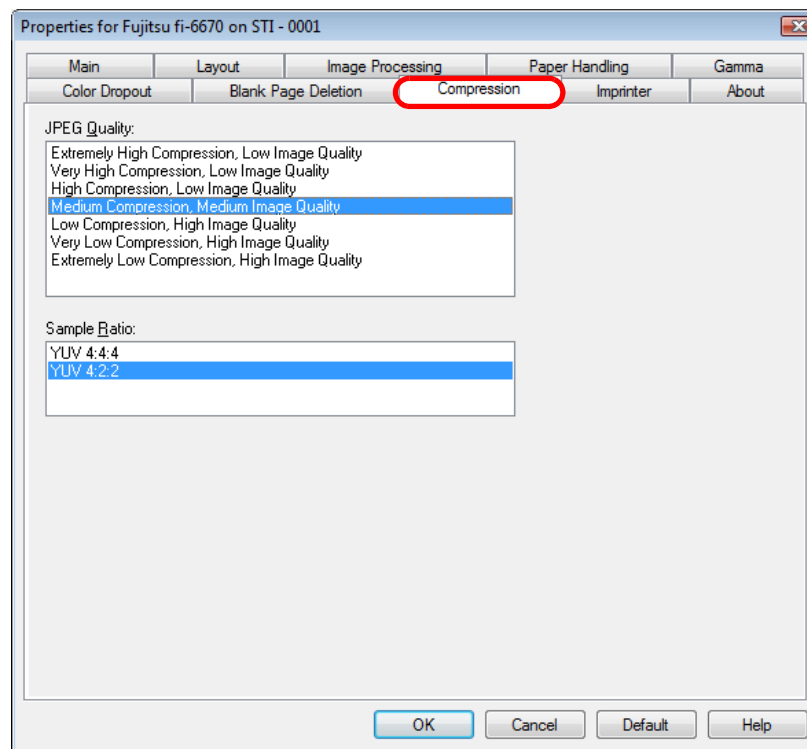 Properties for Fujitsu fi-6670 on STI - 0001
Main Layout Image Processing Paper Handling Gamma
Color Dropout Blank Page Deletion Compression Imprinter About
JPEG Quality:
Extremely High Compression, Low Image Quality
Very High Compression, Low Image Quality
High Compression, Low Image Quality
Medium Compression, Medium Image Quality
Low Compression, High Image Quality
Very Low Compression, High Image Quality
Extremely Low Compression, High Image Quality
Sample Ratio:
YUV 4:4:4
YUV 4:2:2
OK Cancel Default Help